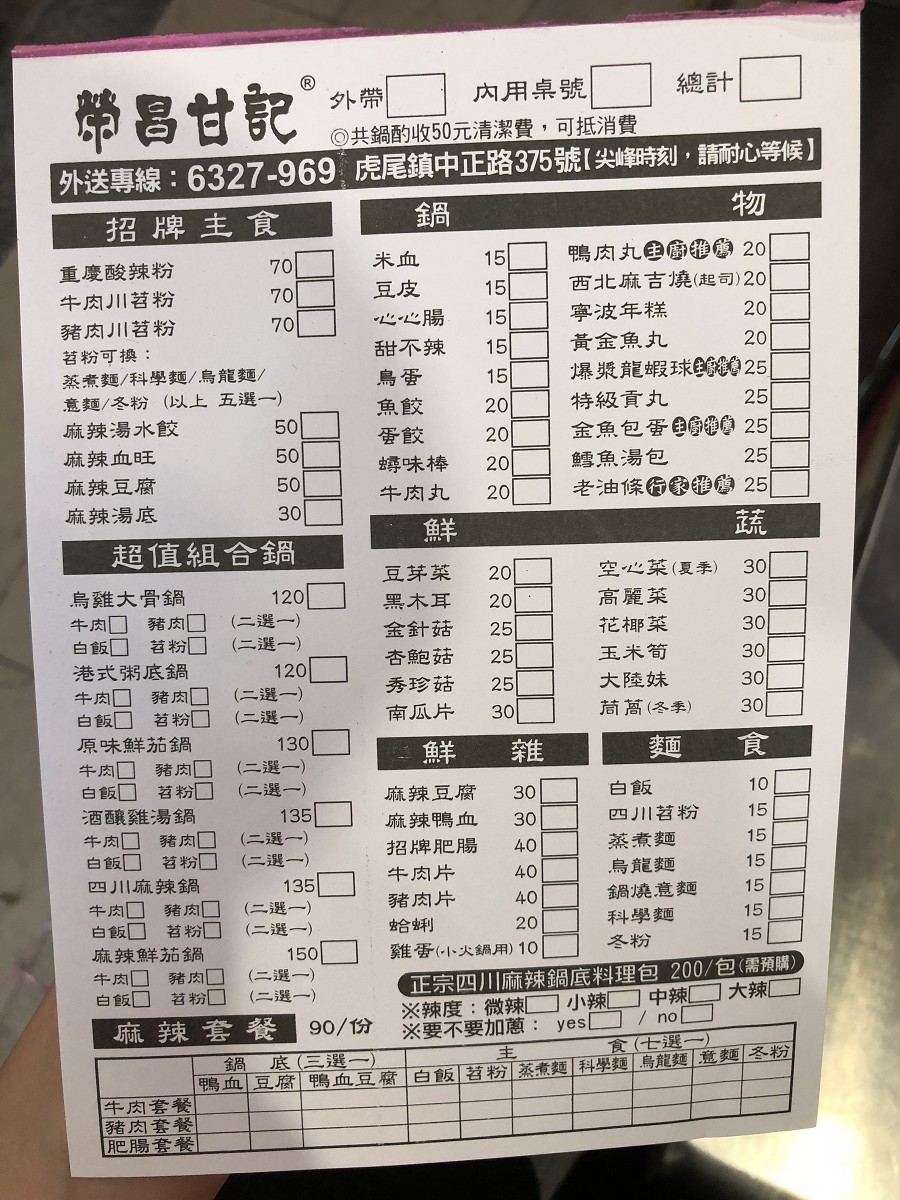 榮昌甘記®
外帶 內用桌號 總計
◎共鍋酌收50元清潔費，可抵消費
外送專線：6327-969 虎尾鎮中正路375號【尖峰時刻，請耐心等候】
招牌主食
重慶酸辣粉 70
牛肉川苕粉 70
豬肉川苕粉 70
苕粉可換：
蒸煮麵/科學麵/烏龍麵/
意麵/冬粉 (以上 五選一)
麻辣湯水餃 50
麻辣血旺 50
麻辣豆腐 50
麻辣湯底 30
超值組合鍋
烏雞大骨鍋 120
牛肉 豬肉 (二選一)
白飯 苕粉 (二選一)
港式粥底鍋 120
牛肉 豬肉 (二選一)
白飯 苕粉 (二選一)
原味鮮茄鍋 130
牛肉 豬肉 (二選一)
白飯 苕粉 (二選一)
酒釀雞湯鍋 135
牛肉 豬肉 (二選一)
白飯 苕粉 (二選一)
四川麻辣鍋 135
牛肉 豬肉 (二選一)
白飯 苕粉 (二選一)
麻辣鮮茄鍋 150
牛肉 豬肉 (二選一)
白飯 苕粉 (二選一)
鍋物
米血 15
豆皮 15
心心腸 15
甜不辣 15
鳥蛋 15
魚餃 20
蛋餃 20
蟳味棒 20
牛肉丸 20
鴨肉丸 主廚推薦 20
西北麻吉燒(起司) 20
寧波年糕 20
黃金魚丸 20
爆漿龍蝦球 主廚推薦 25
特級貢丸 25
金魚包蛋 主廚推薦 25
鱈魚湯包 25
老油條 行家推薦 25
鮮蔬
豆芽菜 20
黑木耳 20
金針菇 25
杏鮑菇 25
秀珍菇 25
南瓜片 30
空心菜(夏季) 30
高麗菜 30
花椰菜 30
玉米筍 30
大陸妹 30
茼蒿(冬季) 30
鮮雜
麻辣豆腐 30
麻辣鴨血 30
招牌肥腸 40
牛肉片 40
豬肉片 40
蛤蜊 20
雞蛋(小火鍋用) 10
麵食
白飯 10
四川苕粉 15
蒸煮麵 15
烏龍麵 15
鍋燒意麵 15
科學麵 15
冬粉 15
正宗四川麻辣鍋底料理包 200/包(需預購)
※辣度：微辣 小辣 中辣 大辣
※要不要加蔥： yes / no
麻辣套餐 90/份
鍋底(三選一) 主食(七選一)
鴨血 豆腐 鴨血豆腐 白飯 苕粉 蒸煮麵 科學麵 烏龍麵 意麵 冬粉
牛肉套餐
豬肉套餐
肥腸套餐